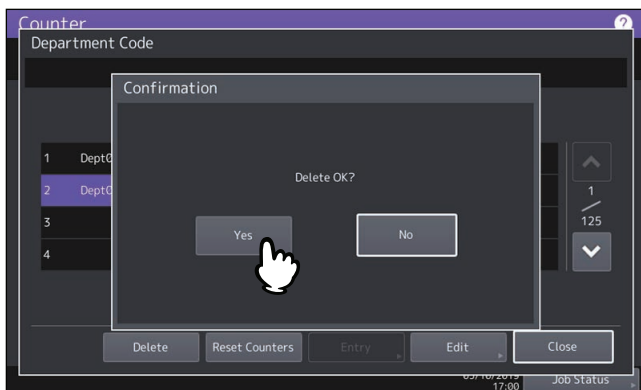 Counter
?
Department Code
Confirmation
1 Dept0
2 Dept0
3
4
Delete OK?
Yes No
1
125
Delete Reset Counters Entry Edit Close
17:00 Job Status